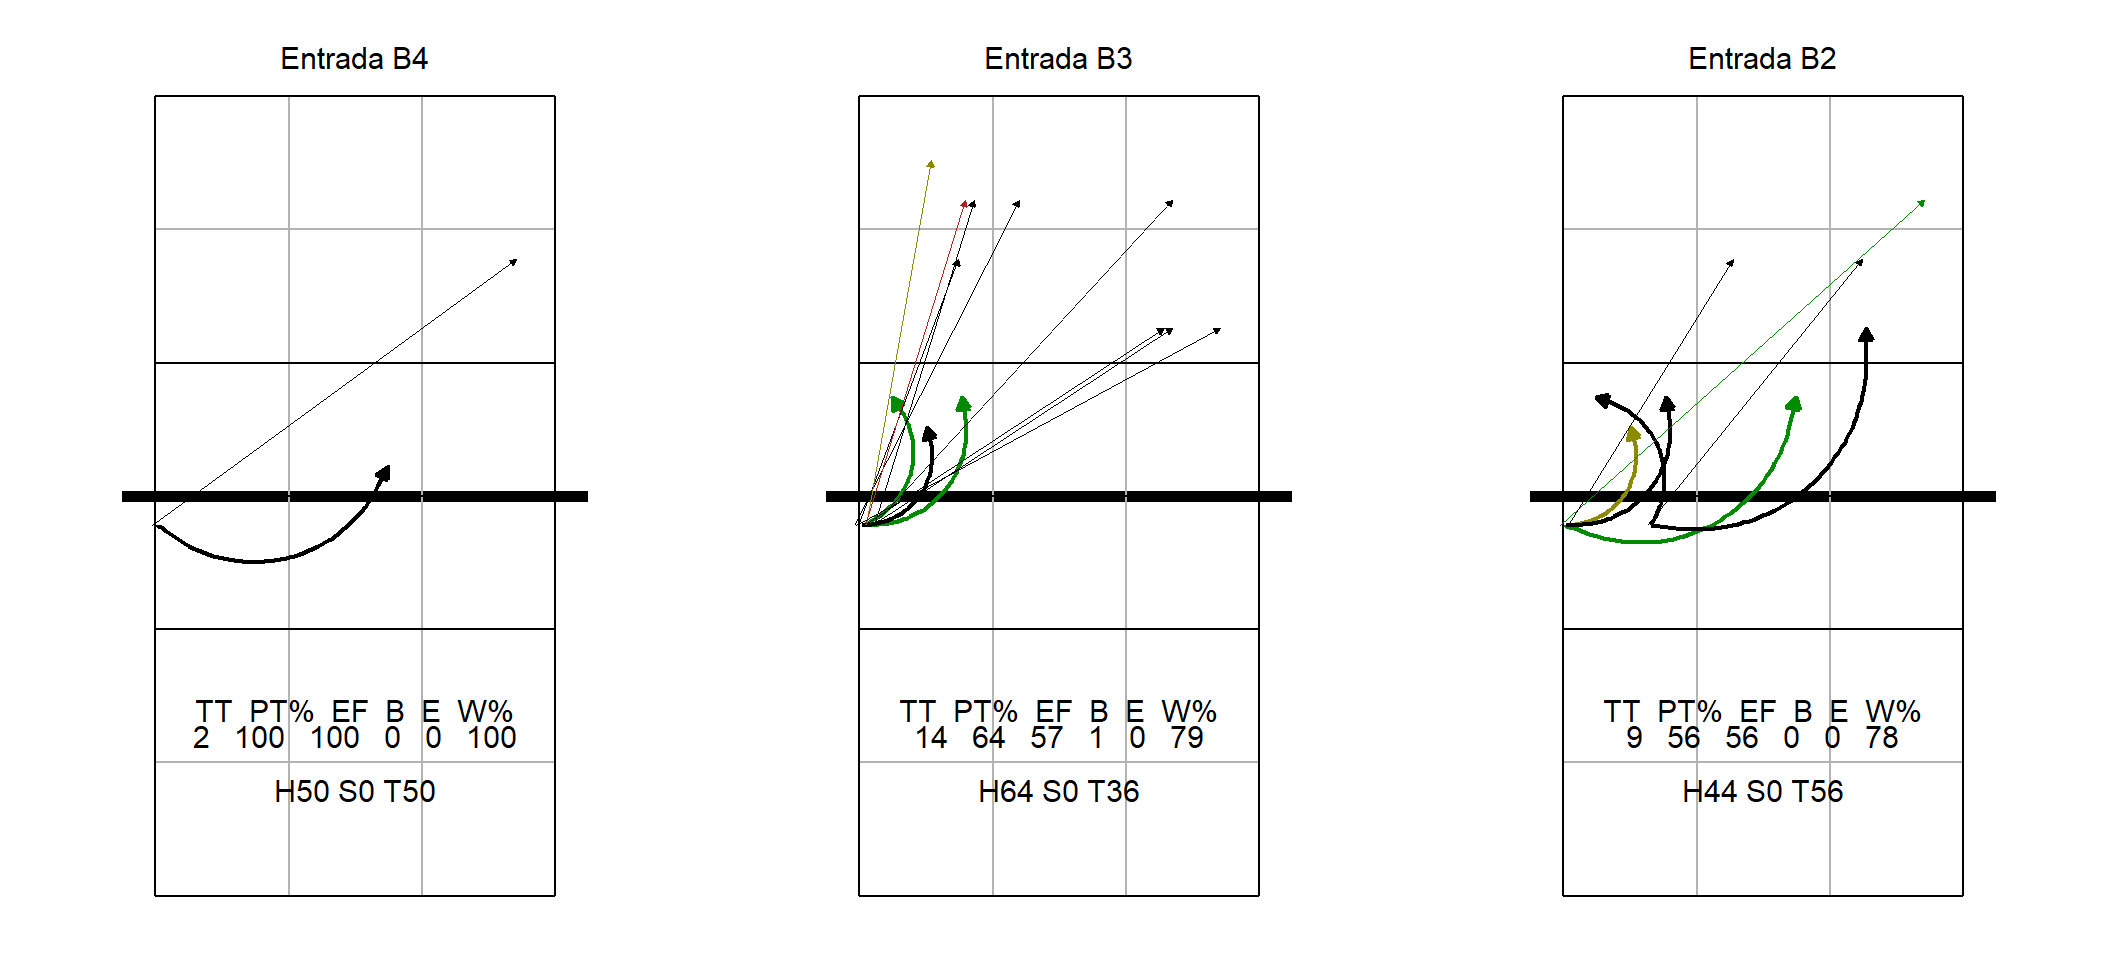 Entrada B4
TT PT% EF B E W%
2 100 100 0 0 100
H50 S0 T50
Entrada B3
TT PT% EF B E W%
14 64 57 1 0 79
H64 S0 T36
Entrada B2
TT PT% EF B E W%
9 56 56 0 0 78
H44 S0 T56